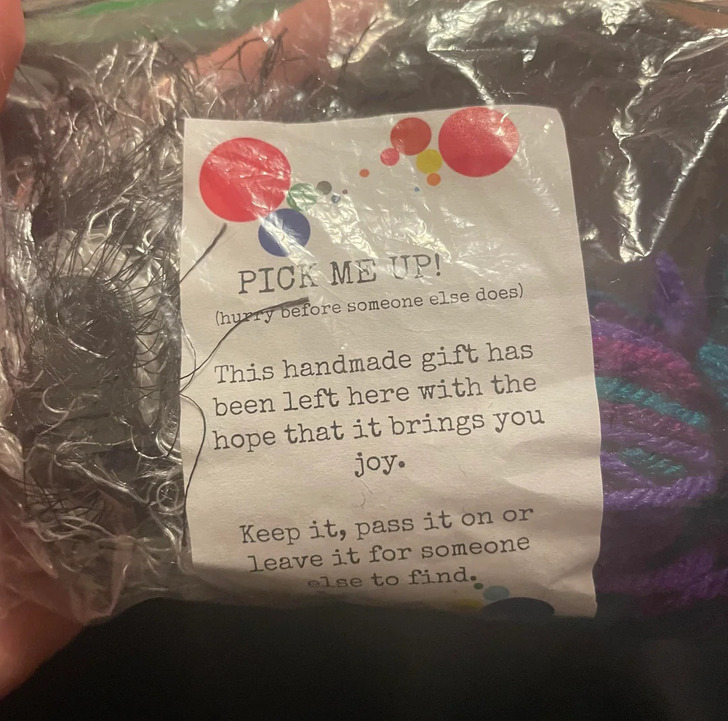 PICK ME UP!
(hurry before someone else does)
This handmade gift has
been left here with the
hope that it brings you
joy.
Keep it, pass it on or
leave it for someone
else to find.